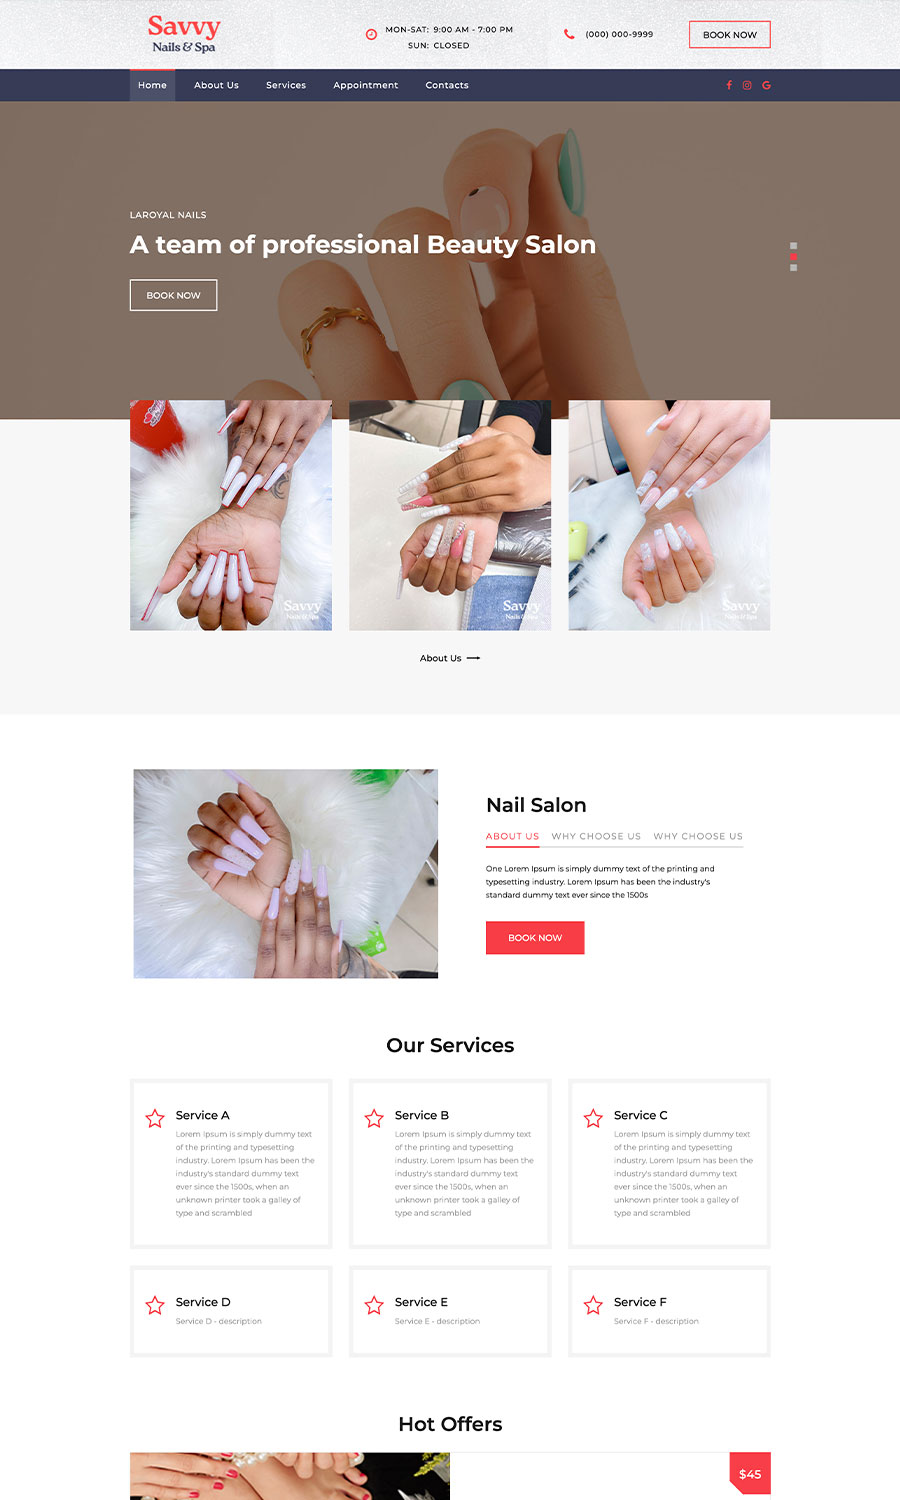 Savvy
Nails & Spa
MON-SAT: 9:00 AM - 7:00 PM
SUN: CLOSED
(000) 000-9999
BOOK NOW
Home
About Us
Services
Appointment
Contacts
LAROYAL NAILS
A team of professional Beauty Salon
BOOK NOW
Savvy
Nails & Spa
Savvy
Nails & Spa
Savvy
Nails & Spa
About Us
Nail Salon
ABOUT US
WHY CHOOSE US
WHY CHOOSE US
One Lorem Ipsum is simply dummy text of the printing and
typesetting industry. Lorem Ipsum has been the industry's
standard dummy text ever since the 1500s
BOOK NOW
Our Services
Service A
Lorem Ipsum is simply dummy text
of the printing and typesetting
industry. Lorem Ipsum has been the
industry's standard dummy text
ever since the 1500s, when an
unknown printer took a galley of
type and scrambled
Service B
Lorem Ipsum is simply dummy text
of the printing and typesetting
industry. Lorem Ipsum has been the
industry's standard dummy text
ever since the 1500s, when an
unknown printer took a galley of
type and scrambled
Service C
Lorem Ipsum is simply dummy text
of the printing and typesetting
industry. Lorem Ipsum has been the
industry's standard dummy text
ever since the 1500s, when an
unknown printer took a galley of
type and scrambled
Service D
Service D - description
Service E
Service E - description
Service F
Service F - description
Hot Offers
$45